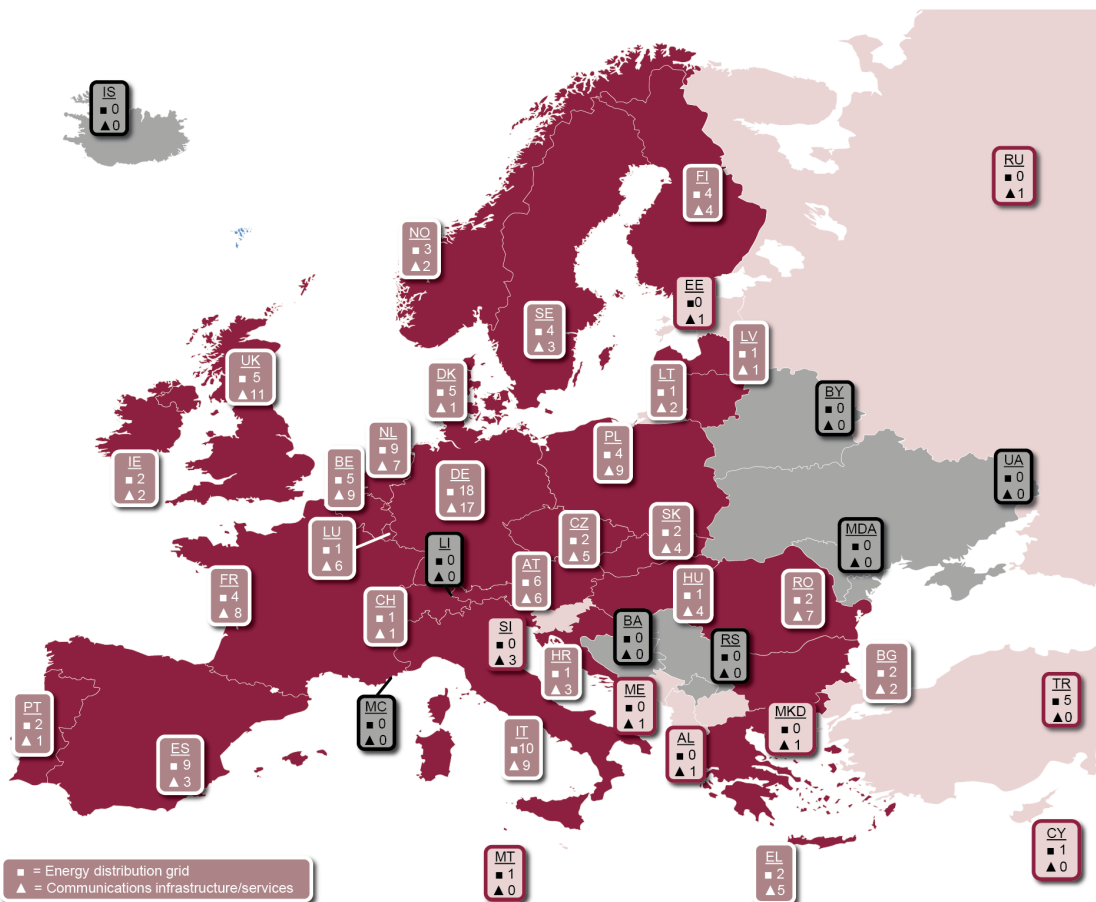 IS
■ 0
▲ 0
RU
■ 0
▲ 1
FI
■ 4
▲ 4
NO
■ 3
▲ 2
EE
■ 0
▲ 1
SE
■ 4
▲ 3
LV
■ 1
▲ 1
UK
■ 5
▲ 11
DK
■ 5
▲ 1
LT
■ 1
▲ 2
BY
■ 0
▲ 0
NL
■ 9
▲ 7
PL
■ 4
▲ 9
IE
■ 2
▲ 2
BE
■ 5
▲ 9
DE
■ 18
▲ 17
UA
■ 0
▲ 0
LU
■ 1
▲ 6
CZ
■ 2
▲ 5
SK
■ 2
▲ 4
MDA
■ 0
▲ 0
LI
■ 0
▲ 0
AT
■ 6
▲ 6
FR
■ 4
▲ 8
HU
■ 1
▲ 4
RO
■ 2
▲ 7
CH
■ 1
▲ 1
SI
■ 0
▲ 3
BA
■ 0
▲ 0
RS
■ 0
▲ 0
HR
■ 1
▲ 3
BG
■ 2
▲ 2
ME
■ 0
▲ 1
TR
■ 5
▲ 0
PT
■ 2
▲ 1
MC
■ 0
▲ 0
MKD
■ 0
▲ 1
IT
■ 10
▲ 9
AL
■ 0
▲ 1
ES
■ 9
▲ 3
CY
■ 1
▲ 0
MT
■ 1
▲ 0
EL
■ 2
▲ 5
■ = Energy distribution grid
▲ = Communications infrastructure/services